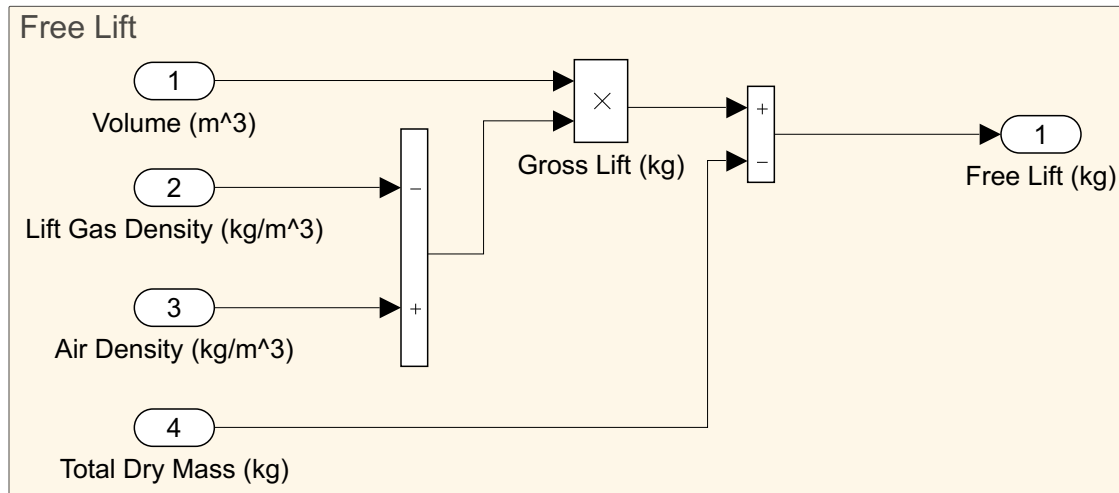 Free Lift
1
Volume (m^3)
×
Gross Lift (kg)
+
−
1
Free Lift (kg)
2
Lift Gas Density (kg/m^3)
−
+
3
Air Density (kg/m^3)
4
Total Dry Mass (kg)